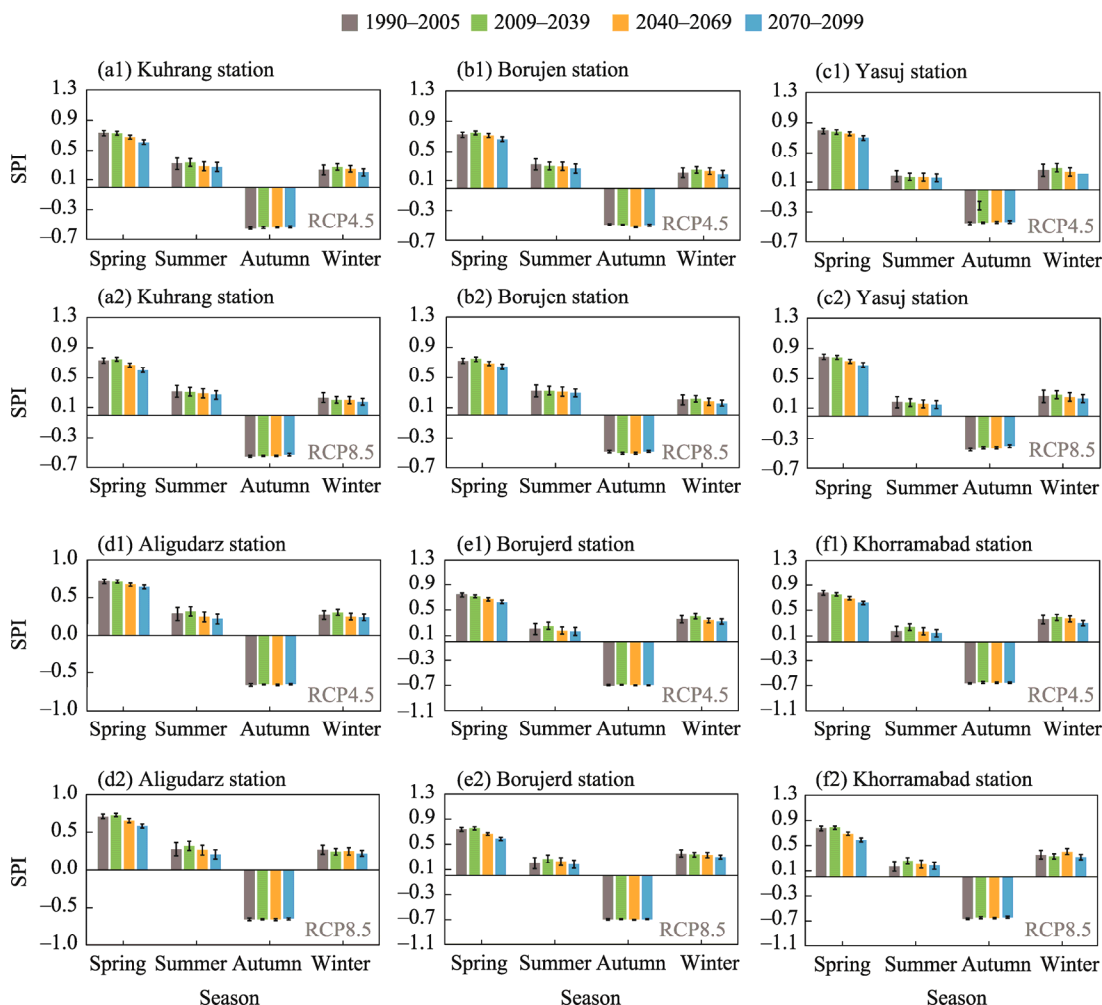 1990–2005 2009–2039 2040–2069 2070–2099
(a1) Kuhrang station
1.3
0.9
0.5
0.1
–0.3
–0.7
SPI
RCP4.5
Spring Summer Autumn Winter
(b1) Borujen station
1.3
0.9
0.5
0.1
–0.3
–0.7
RCP4.5
Spring Summer Autumn Winter
(c1) Yasuj station
1.3
0.9
0.5
0.1
–0.3
–0.7
RCP4.5
Spring Summer Autumn Winter
(a2) Kuhrang station
1.3
0.9
0.5
0.1
–0.3
–0.7
SPI
RCP8.5
Spring Summer Autumn Winter
(b2) Borujen station
1.3
0.9
0.5
0.1
–0.3
–0.7
RCP8.5
Spring Summer Autumn Winter
(c2) Yasuj station
1.3
0.9
0.5
0.1
–0.3
–0.7
RCP8.5
Spring Summer Autumn Winter
(d1) Aligudarz station
1.0
0.5
0.0
–0.5
–1.0
SPI
RCP4.5
Spring Summer Autumn Winter
(e1) Borujerd station
1.3
0.9
0.5
0.1
–0.3
–0.7
–1.1
RCP4.5
Spring Summer Autumn Winter
(f1) Khorramabad station
1.3
0.9
0.5
0.1
–0.3
–0.7
–1.1
RCP4.5
Spring Summer Autumn Winter
(d2) Aligudarz station
1.0
0.5
0.0
–0.5
–1.0
SPI
RCP8.5
Spring Summer Autumn Winter
Season
(e2) Borujerd station
1.3
0.9
0.5
0.1
–0.3
–0.7
–1.1
RCP8.5
Spring Summer Autumn Winter
Season
(f2) Khorramabad station
1.3
0.9
0.5
0.1
–0.3
–0.7
–1.1
RCP8.5
Spring Summer Autumn Winter
Season